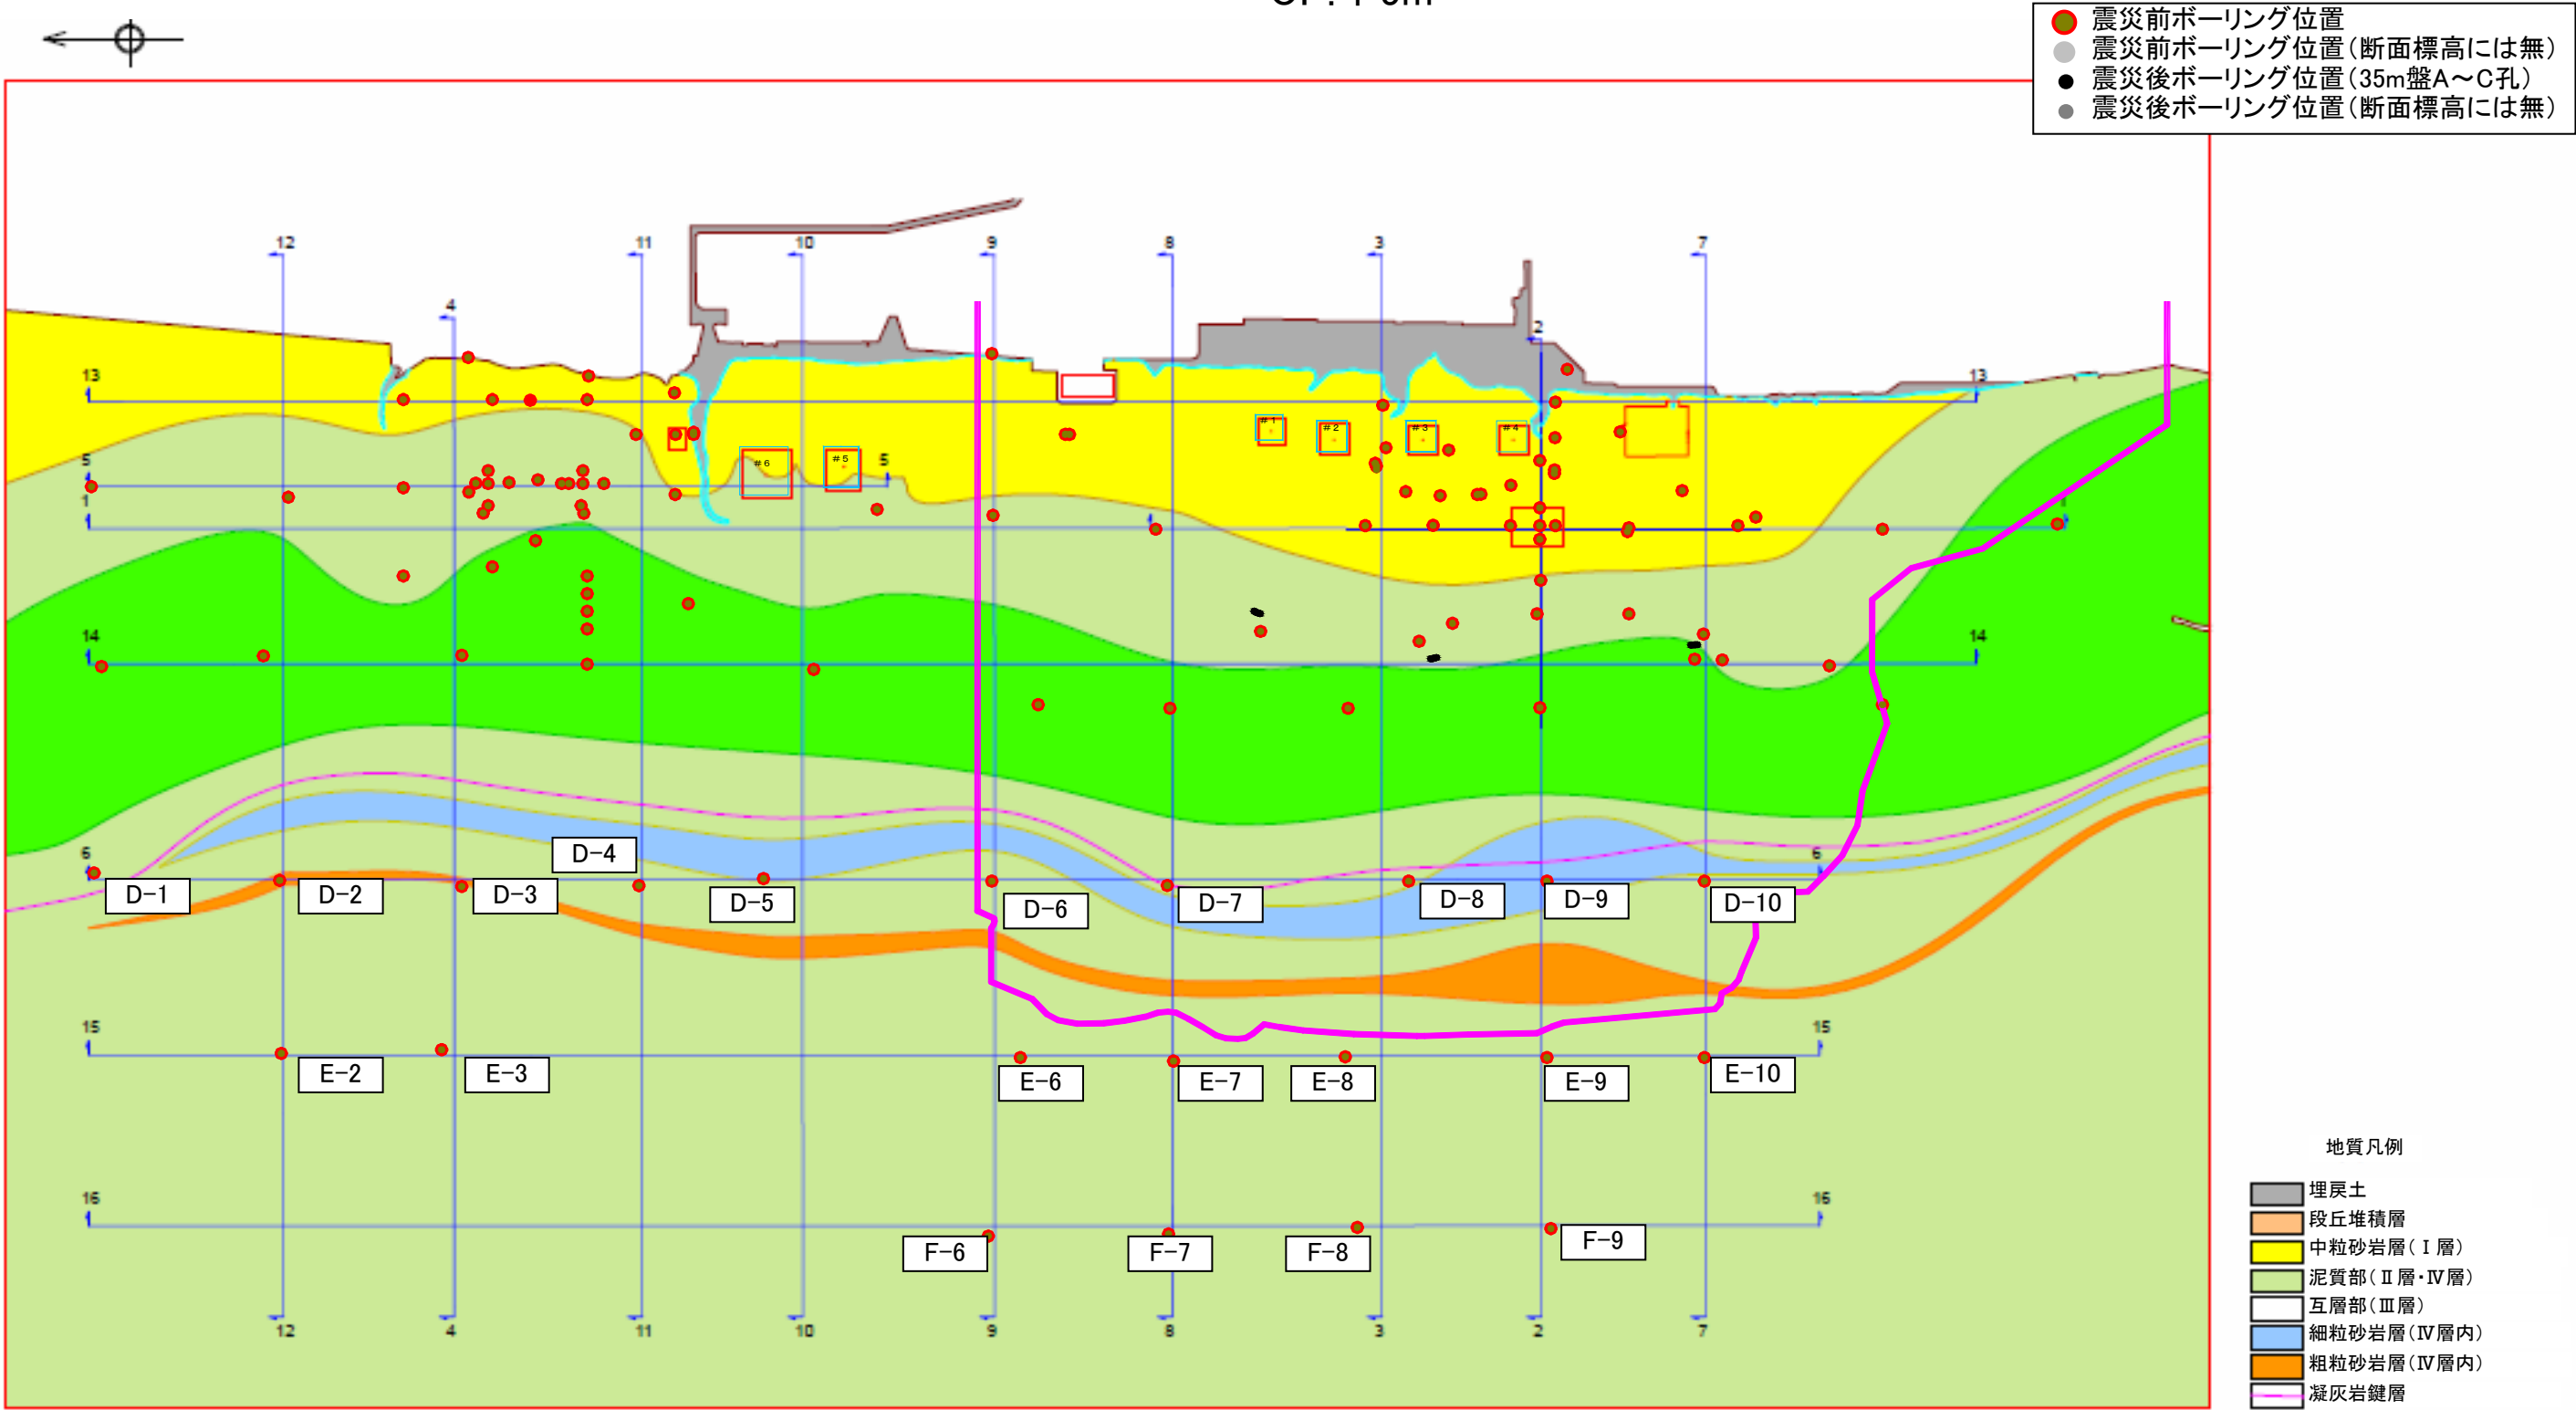 震災前ボーリング位置
震災前ボーリング位置（断面標高には無）
震災後ボーリング位置（35m盤A～C孔）
震災後ボーリング位置（断面標高には無）
12
11
10
9
8
3
7
4
2
13
13
#1
#2
#3
#4
5
#6
#5
5
1
14
14
6
6
D-4
D-1
D-2
D-3
D-5
D-6
D-7
D-8
D-9
D-10
15
15
E-2
E-3
E-6
E-7
E-8
E-9
E-10
16
16
F-6
F-7
F-8
F-9
12
4
11
10
9
8
3
2
7
地質凡例
埋戻土
段丘堆積層
中粒砂岩層（Ⅰ層）
泥質部（Ⅱ層・Ⅳ層）
互層部（Ⅲ層）
細粒砂岩層（Ⅳ層内）
粗粒砂岩層（Ⅳ層内）
凝灰岩鍵層